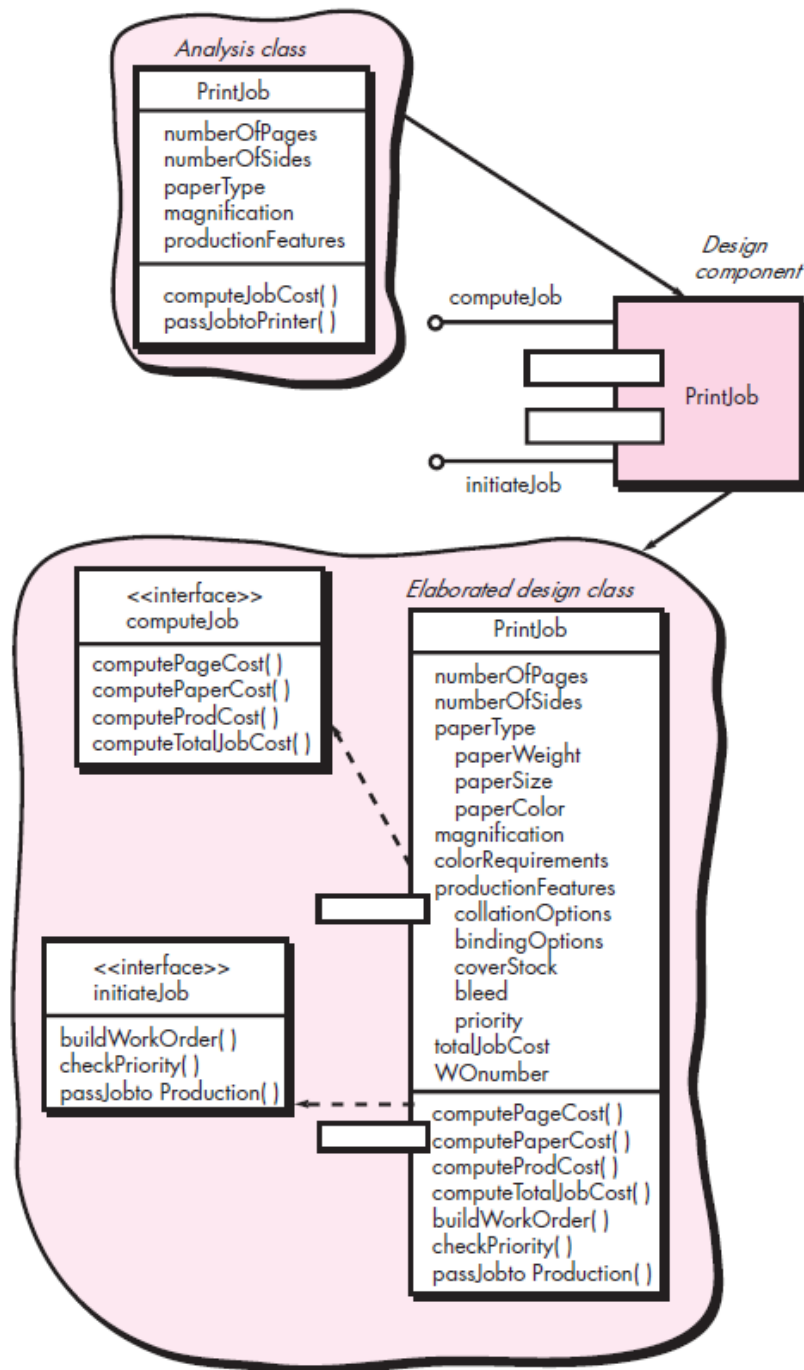 Analysis class
PrintJob
numberOfPages
numberOfSides
paperType
magnification
productionFeatures
computeJobCost( )
passJobtoPrinter( )
Design
component
computeJob
PrintJob
initiateJob
<<interface>>
computeJob
computePageCost( )
computePaperCost( )
computeProdCost( )
computeTotalJobCost( )
<<interface>>
initiateJob
buildWorkOrder( )
checkPriority( )
passJobto Production( )
Elaborated design class
PrintJob
numberOfPages
numberOfSides
paperType
paperWeight
paperSize
paperColor
magnification
colorRequirements
productionFeatures
collationOptions
bindingOptions
coverStock
bleed
priority
totalJobCost
WOnumber
computePageCost( )
computePaperCost( )
computeProdCost( )
computeTotalJobCost( )
buildWorkOrder( )
checkPriority( )
passJobto Production( )